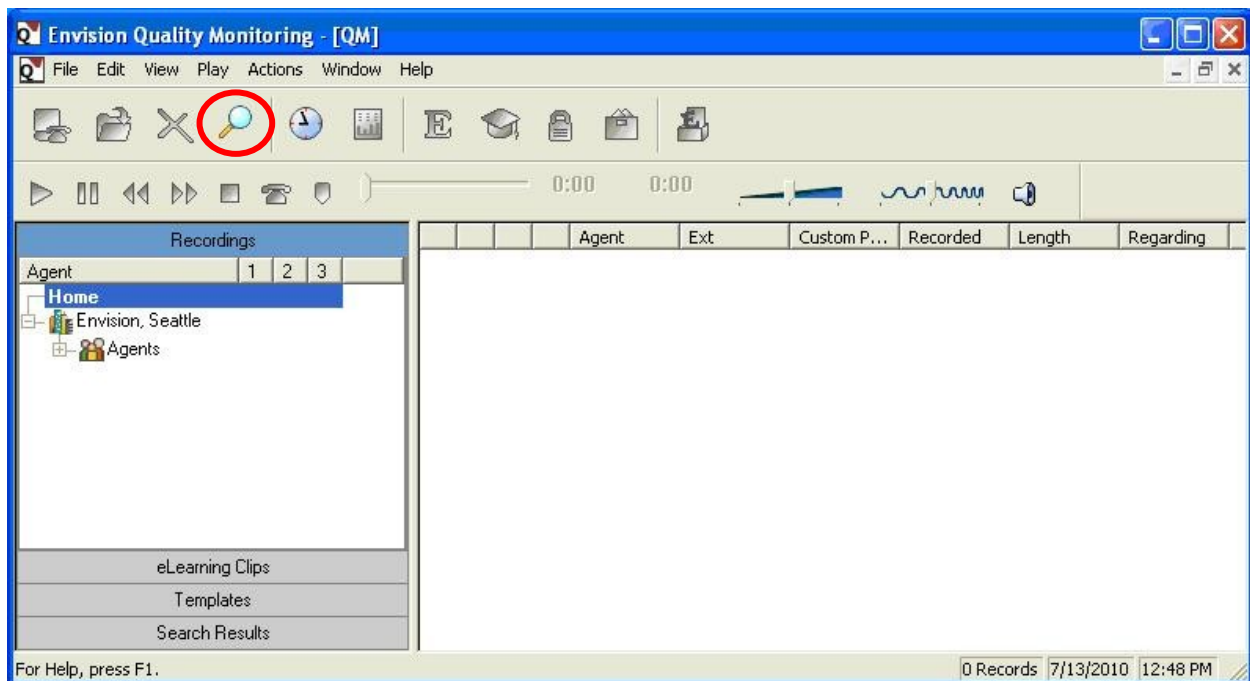 Envision Quality Monitoring - [QM]
File Edit View Play Actions Window Help
E
0:00 0:00
Recordings
Agent 1 2 3
Home
Envision, Seattle
Agents
eLearning Clips
Templates
Search Results
Agent Ext Custom P... Recorded Length Regarding
For Help, press F1.
0 Records 7/13/2010 12:48 PM